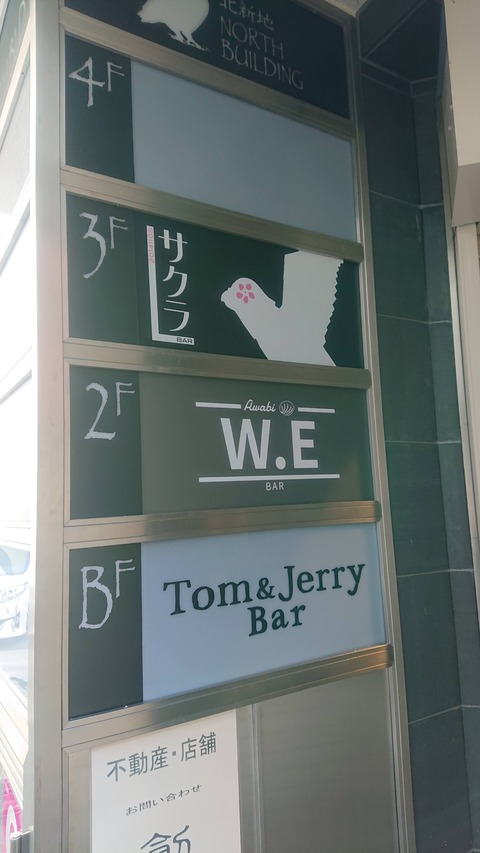 北新地
NORTH
BUILDING
4F
3F
サクラ
BAR
2F
Awabi
W.E
BAR
BF
Tom&Jerry
Bar
不動産・店舗
お問い合わせ